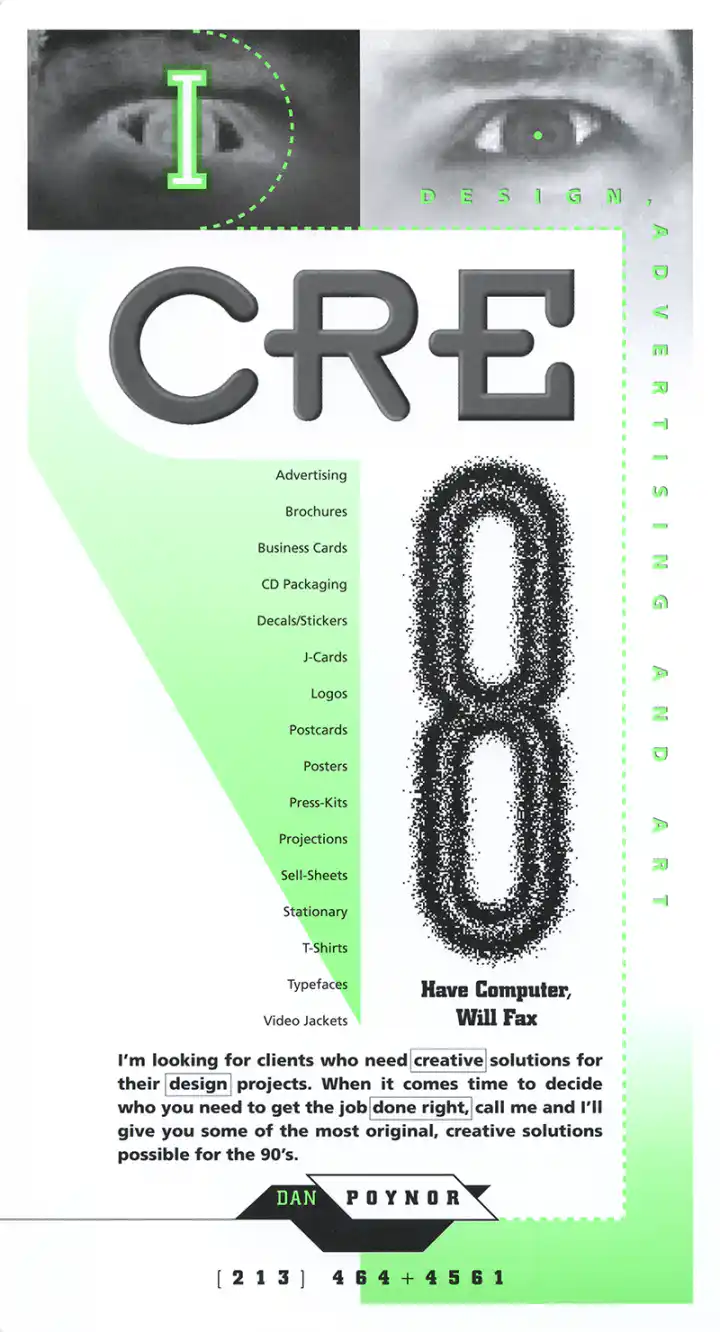 I
DESIGN,
ADVERTISING AND ART
CRE
8
Advertising
Brochures
Business Cards
CD Packaging
Decals/Stickers
J-Cards
Logos
Postcards
Posters
Press-Kits
Projections
Sell-Sheets
Stationary
T-Shirts
Typefaces
Video Jackets
Have Computer,
Will Fax
I'm looking for clients who need creative solutions for
their design projects. When it comes time to decide
who you need to get the job done right, call me and I'll
give you some of the most original, creative solutions
possible for the 90's.
DAN POYNOR
[213] 464+4561